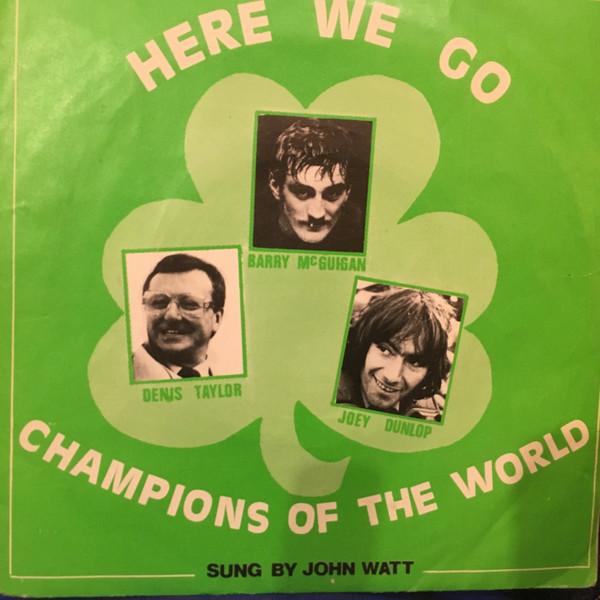 HERE WE GO
BARRY McGUIGAN
DENIS TAYLOR
JOEY DUNLOP
CHAMPIONS OF THE WORLD
SUNG BY JOHN WATT